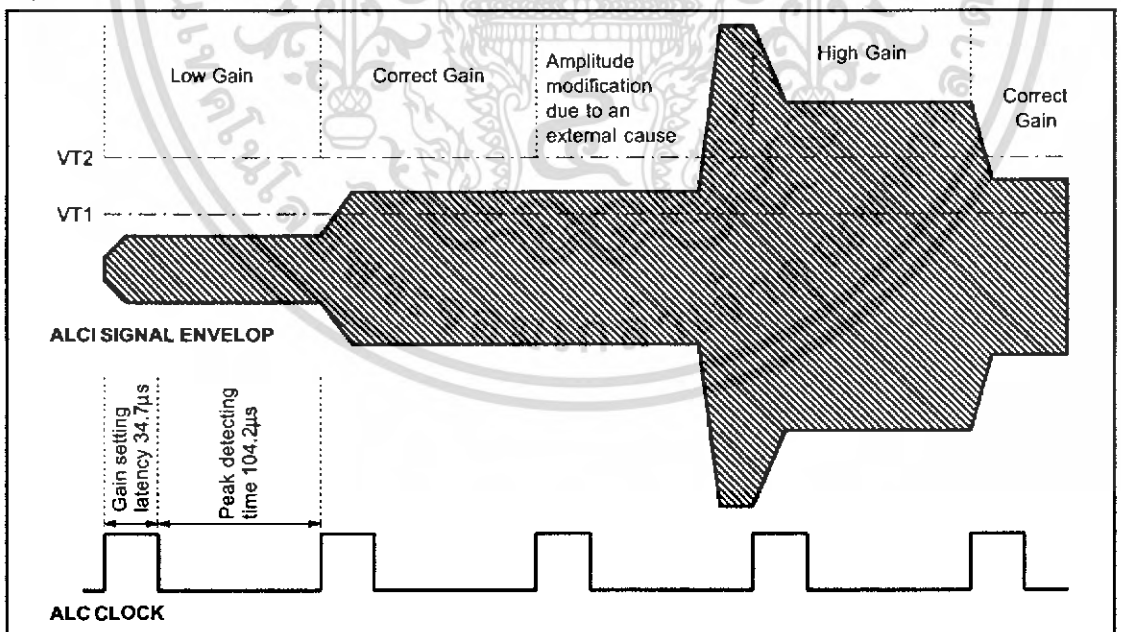 Low Gain
Correct Gain
Amplitude
modification
due to an
external cause
High Gain
Correct
Gain
VT2
VT1
ALCI SIGNAL ENVELOP
Gain setting
latency 34.7µs
Peak detecting
time 104.2µs
ALC CLOCK